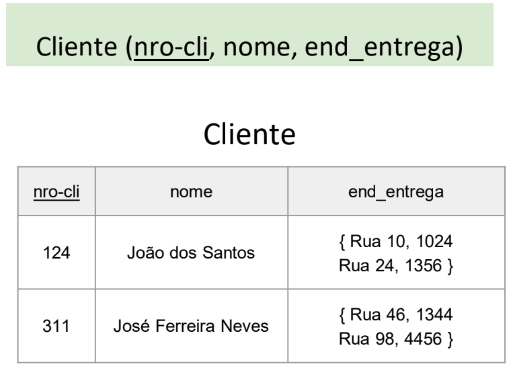 Cliente (nro-cli, nome, end_entrega)
Cliente
nro-cli nome end_entrega
124 João dos Santos { Rua 10, 1024
Rua 24, 1356 }
311 José Ferreira Neves { Rua 46, 1344
Rua 98, 4456 }